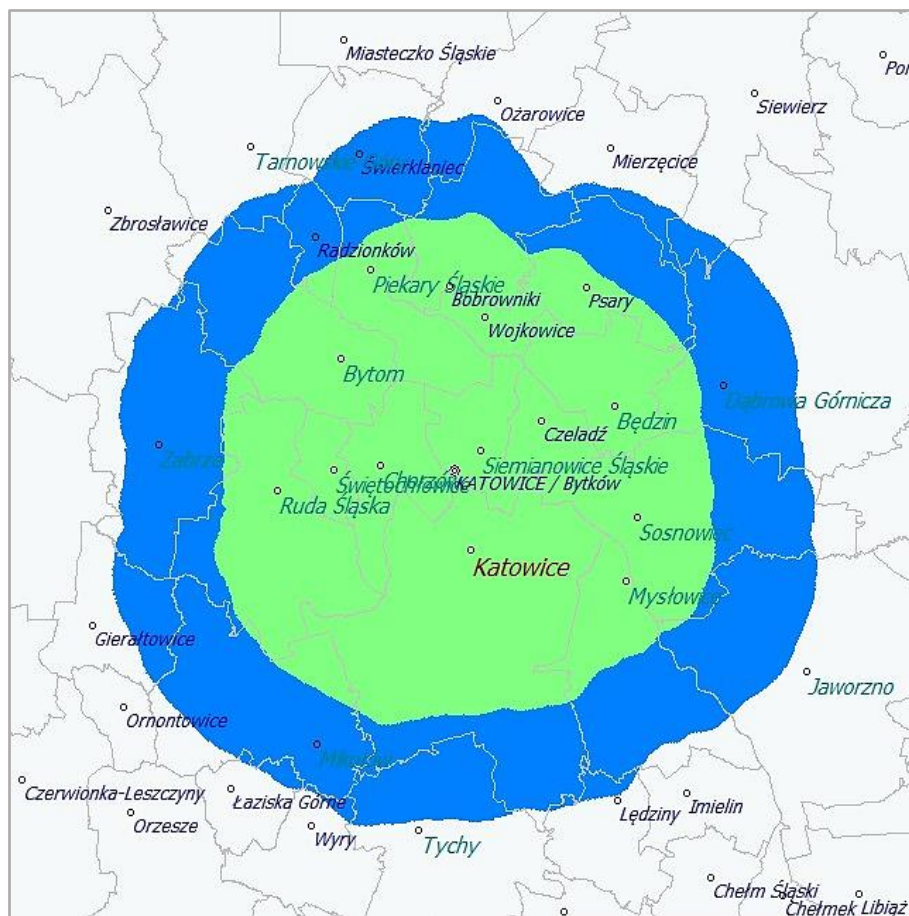 Miasteczko Śląskie
Por
Siewierz
Ożarowice
Tarnowskie Góry
Świerklaniec
Mierzęcice
Zbrosławice
Radzionków
Piekary Śląskie
Bobrowniki
Psary
Wojkowice
Bytom
Dąbrowa Górnicza
Będzin
Czeladź
Zabrze
Siemianowice Śląskie
Chorzów
Świętochłowice
KATOWICE / Bytków
Ruda Śląska
Sosnowiec
Katowice
Mysłowice
Gierałtowice
Jaworzno
Ornontowice
Mikołów
Czerwionka-Leszczyny
Łaziska Górne
Imielin
Lędziny
Orzesze
Wyry
Tychy
Chełm Śląski
Chełmek
Libiąż